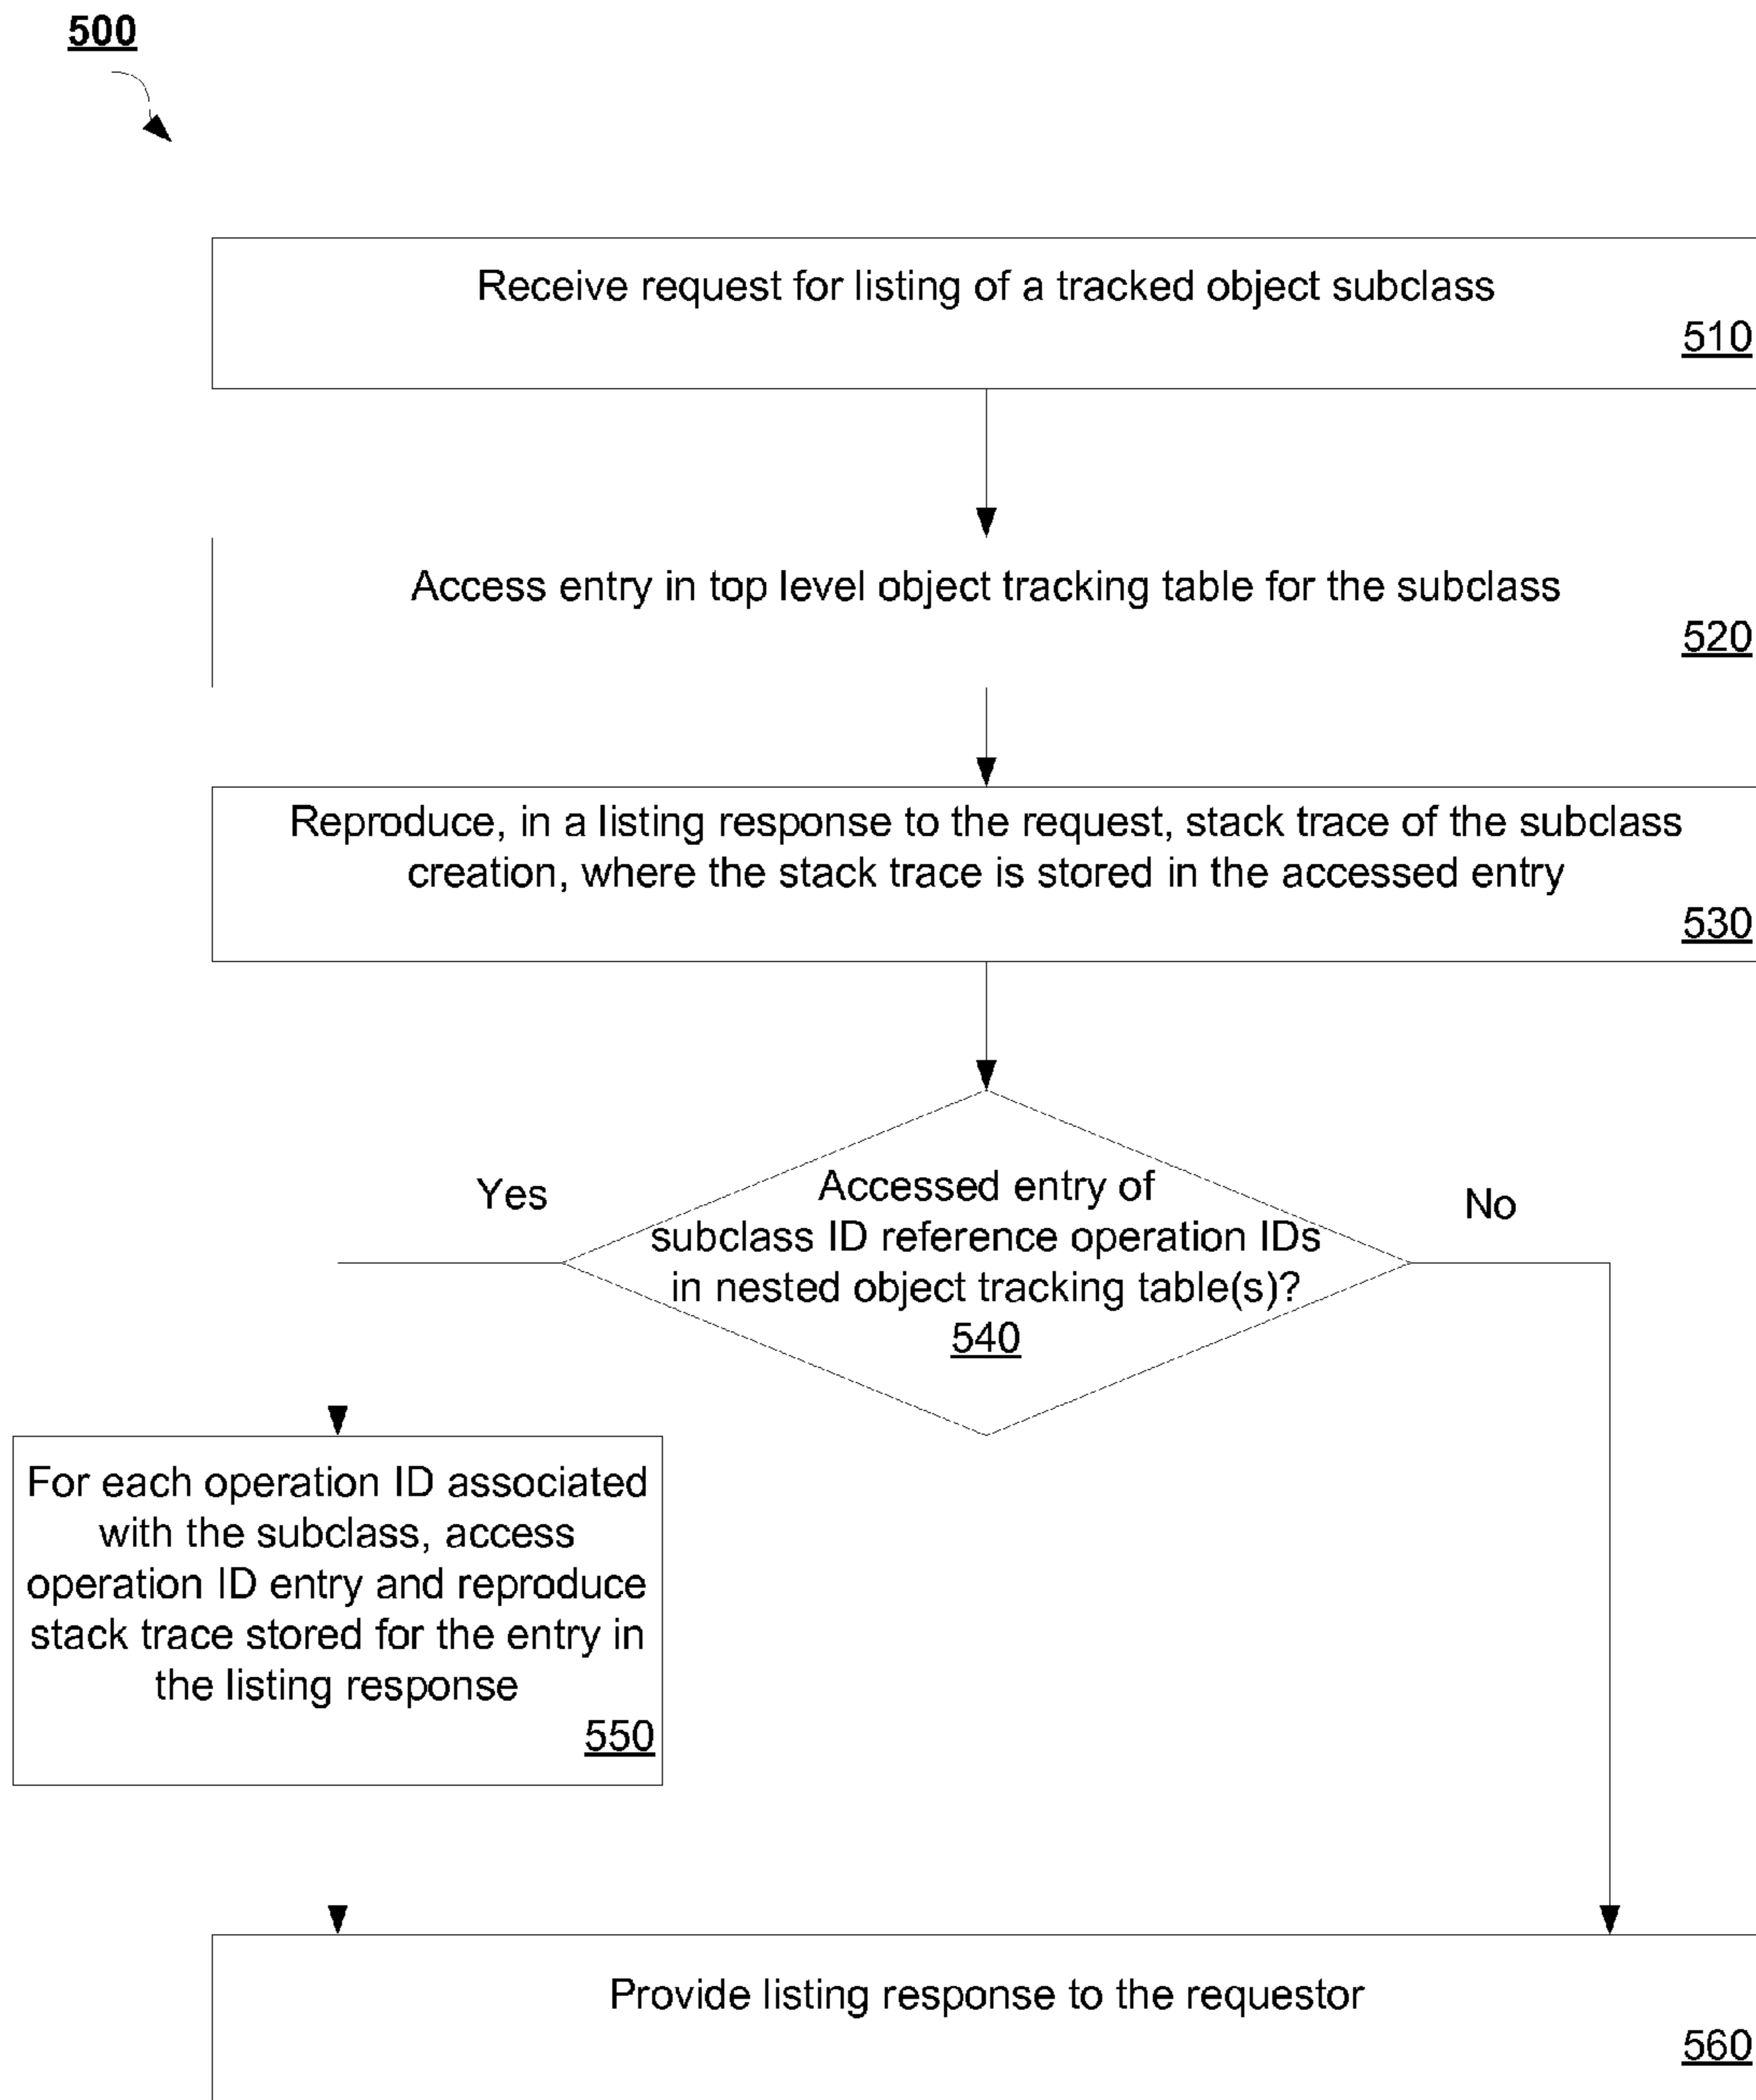 500
Receive request for listing of a tracked object subclass
510
Access entry in top level object tracking table for the subclass
520
Reproduce, in a listing response to the request, stack trace of the subclass
creation, where the stack trace is stored in the accessed entry
530
Yes
No
Accessed entry of
subclass ID reference operation IDs
in nested object tracking table(s)?
540
For each operation ID associated
with the subclass, access
operation ID entry and reproduce
stack trace stored for the entry in
the listing response
550
Provide listing response to the requestor
560